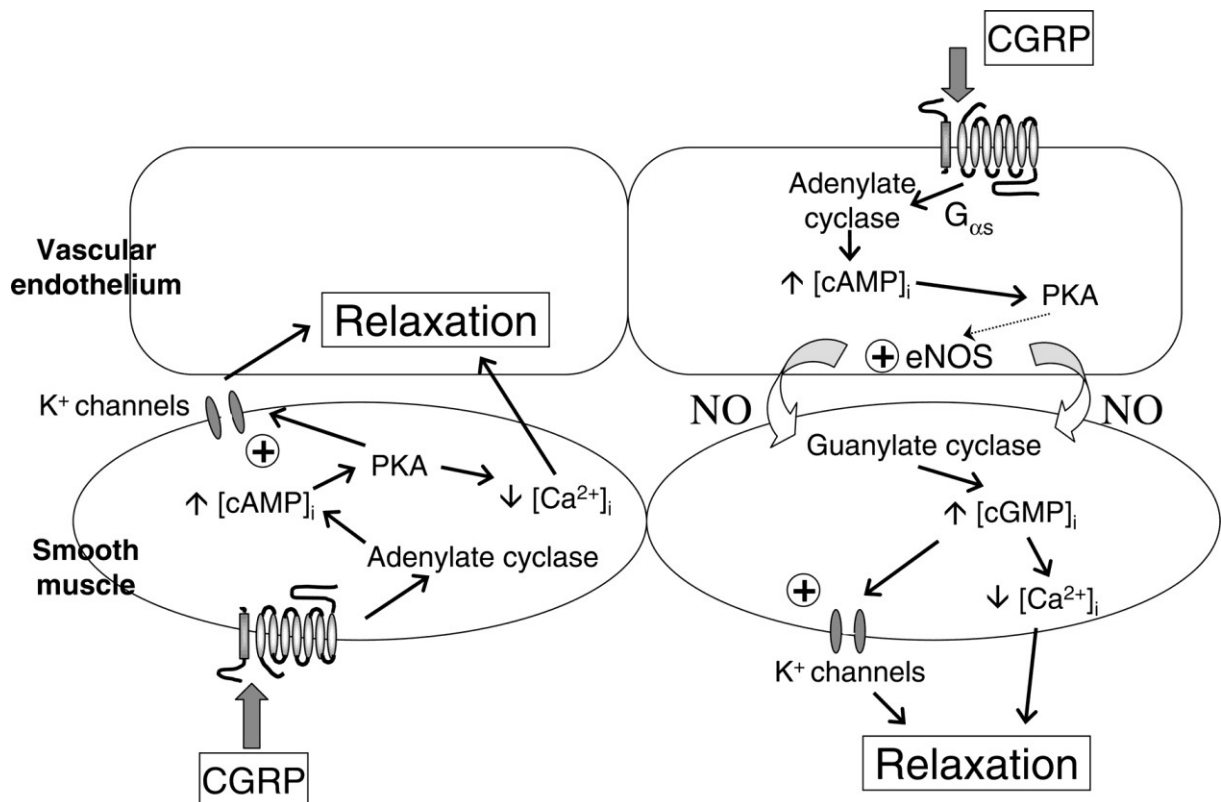 CGRP
Adenylate
cyclase
Gαs
↑ [cAMP]i
PKA
+ eNOS
NO
NO
Vascular
endothelium
Relaxation
K+ channels
+
PKA
↑ [cAMP]i
↓ [Ca2+]i
Adenylate cyclase
Smooth
muscle
CGRP
Guanylate cyclase
↑ [cGMP]i
+
↓ [Ca2+]i
K+ channels
Relaxation